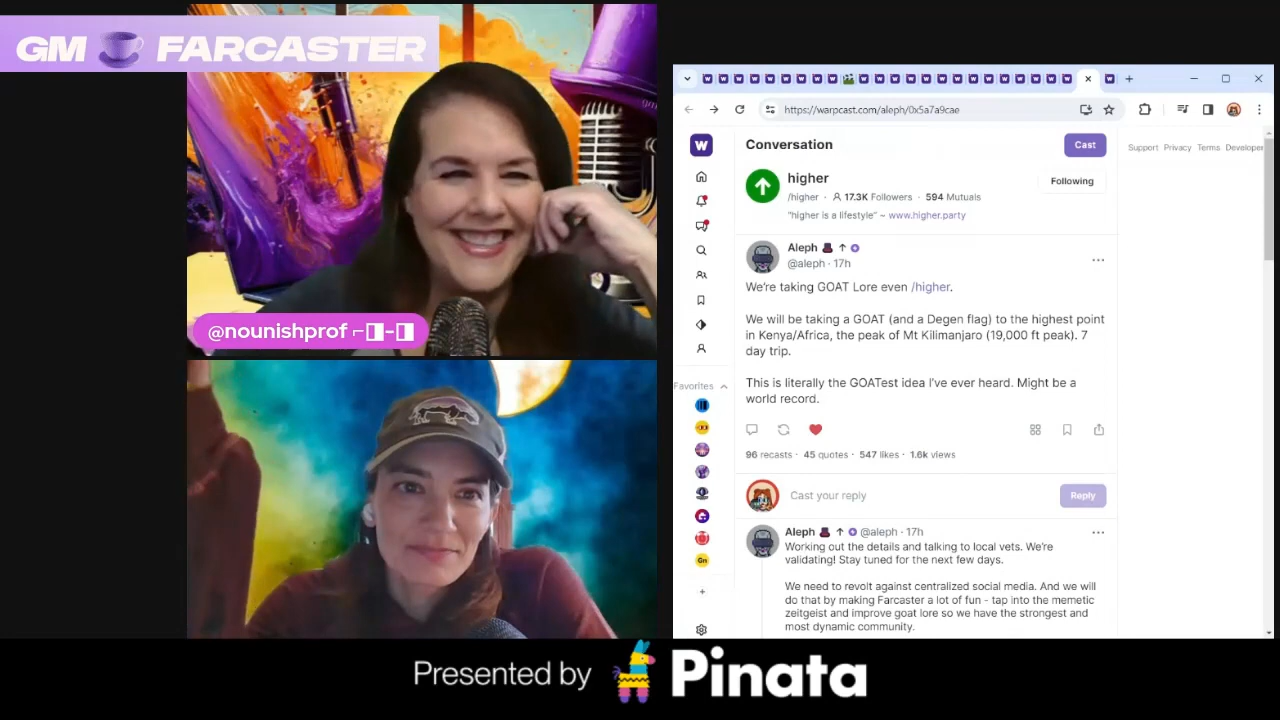 GM FARCASTER
@nounishprof
https://warpcast.com/aleph/0x5a7a9cae
W
Conversation
Cast
Support Privacy Terms Developer
higher
/higher · 17.3K Followers · 594 Mutuals
Following
"higher is a lifestyle" ~ www.higher.party
Aleph
@aleph · 17h
We're taking GOAT Lore even /higher.
We will be taking a GOAT (and a Degen flag) to the highest point
in Kenya/Africa, the peak of Mt Kilimanjaro (19,000 ft peak). 7
day trip.
This is literally the GOATest idea I've ever heard. Might be a
world record.
Favorites
96 recasts · 45 quotes · 547 likes · 1.6k views
Cast your reply
Reply
Aleph @aleph · 17h
Working out the details and talking to local vets. We're
validating! Stay tuned for the next few days.
We need to revolt against centralized social media. And we will
do that by making Farcaster a lot of fun - tap into the memetic
zeitgeist and improve goat lore so we have the strongest and
most dynamic community.
Presented by Pinata